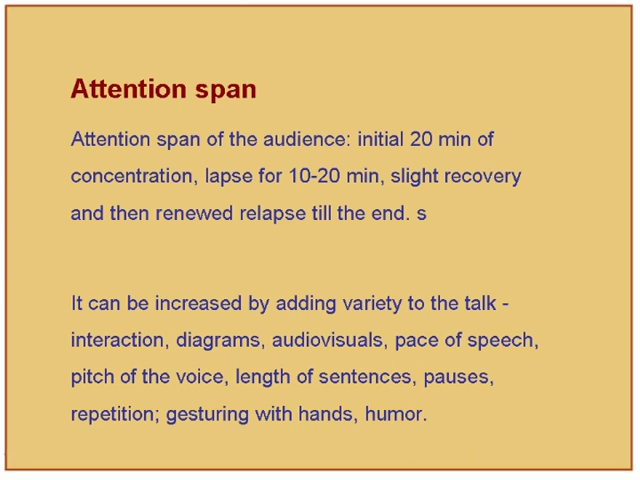 Attention span
Attention span of the audience: initial 20 min of
concentration, lapse for 10-20 min, slight recovery
and then renewed relapse till the end. s
It can be increased by adding variety to the talk -
interaction, diagrams, audiovisuals, pace of speech,
pitch of the voice, length of sentences, pauses,
repetition; gesturing with hands, humor.